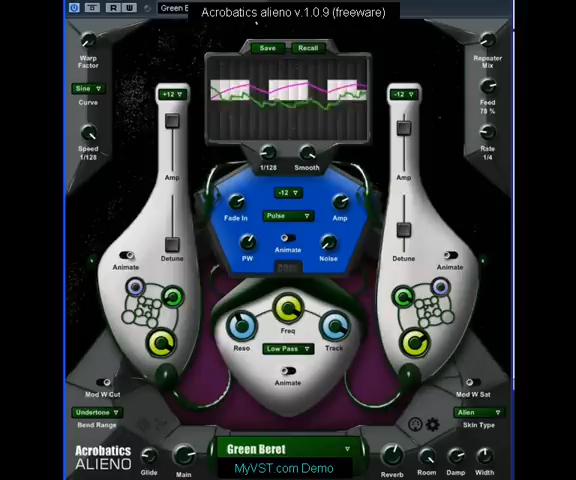 Acrobatics alieno v.1.0.9 (freeware)
R W Green Be
Save Recall
Warp Factor
Repeater Mix
Sine
Curve
Feed
78 %
Speed
1/128
Rate
1/4
+12
-12
Amp
Amp
1/128 Smooth
-12
Fade In
Pulse
Amp
PW
Animate
Noise
Detune
Detune
Animate
Animate
CORE
Reso
Freq
Track
Low Pass
Animate
Mod W Cut
Mod W Sat
Undertone
Bend Range
Alien
Skin Type
Acrobatics
ALIENO
Glide
Main
Green Beret
MyVST.com Demo
Reverb
Room
Damp
Width